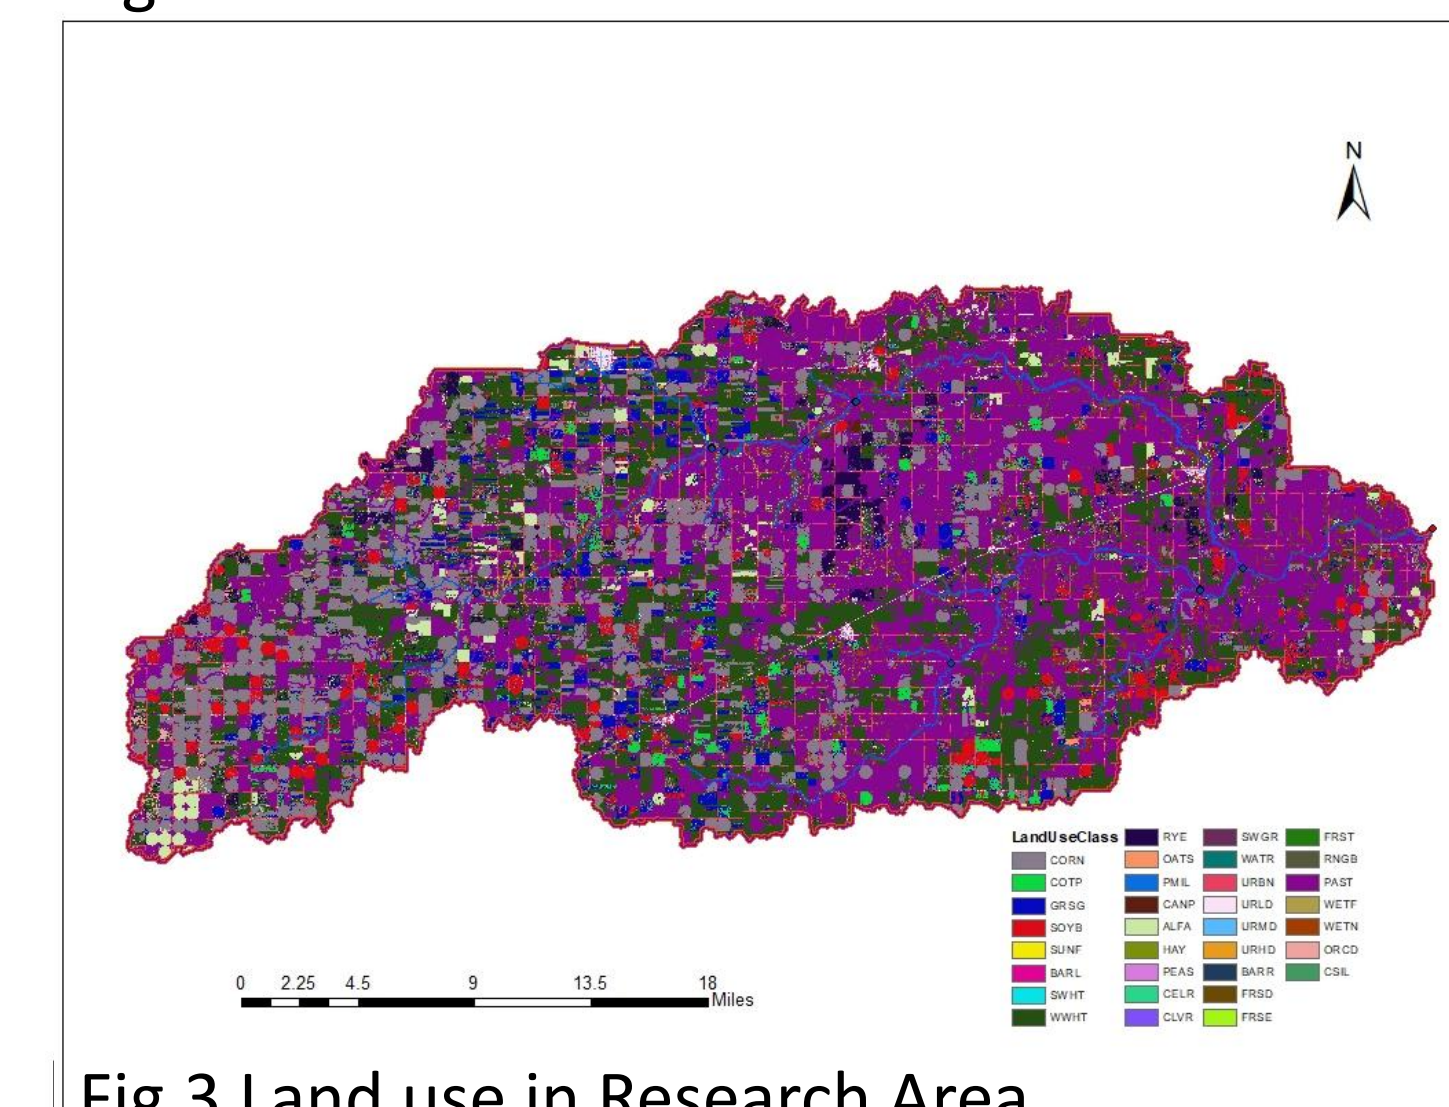 N
LandUseClass
CORN
COTP
GRSG
SOYB
SUNF
BARL
SWHT
WWHT
RYE
OATS
PMIL
CANP
ALFA
HAY
PEAS
CELR
CLVR
SWGR
WATR
URBN
URLD
URMD
URHD
BARR
FRSD
FRSE
FRST
RNGB
PAST
WETF
WETN
ORCD
CSIL
0 2.25 4.5 9 13.5 18
Miles
Fig 3 Land use in Research Area